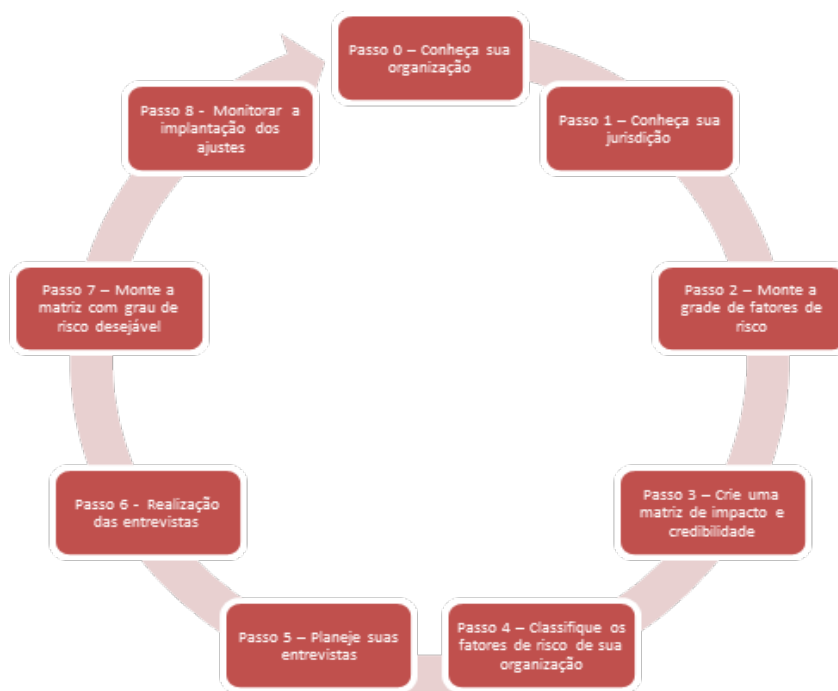 Passo 0 – Conheça sua
organização
Passo 1 – Conheça sua
jurisdição
Passo 2 – Monte a
grade de fatores de
risco
Passo 3 – Crie uma
matriz de impacto e
credibilidade
Passo 4 – Classifique os
fatores de risco de sua
organização
Passo 5 – Planeje suas
entrevistas
Passo 6 - Realização
das entrevistas
Passo 7 – Monte a
matriz com grau de
risco desejável
Passo 8 - Monitorar a
implantação dos
ajustes